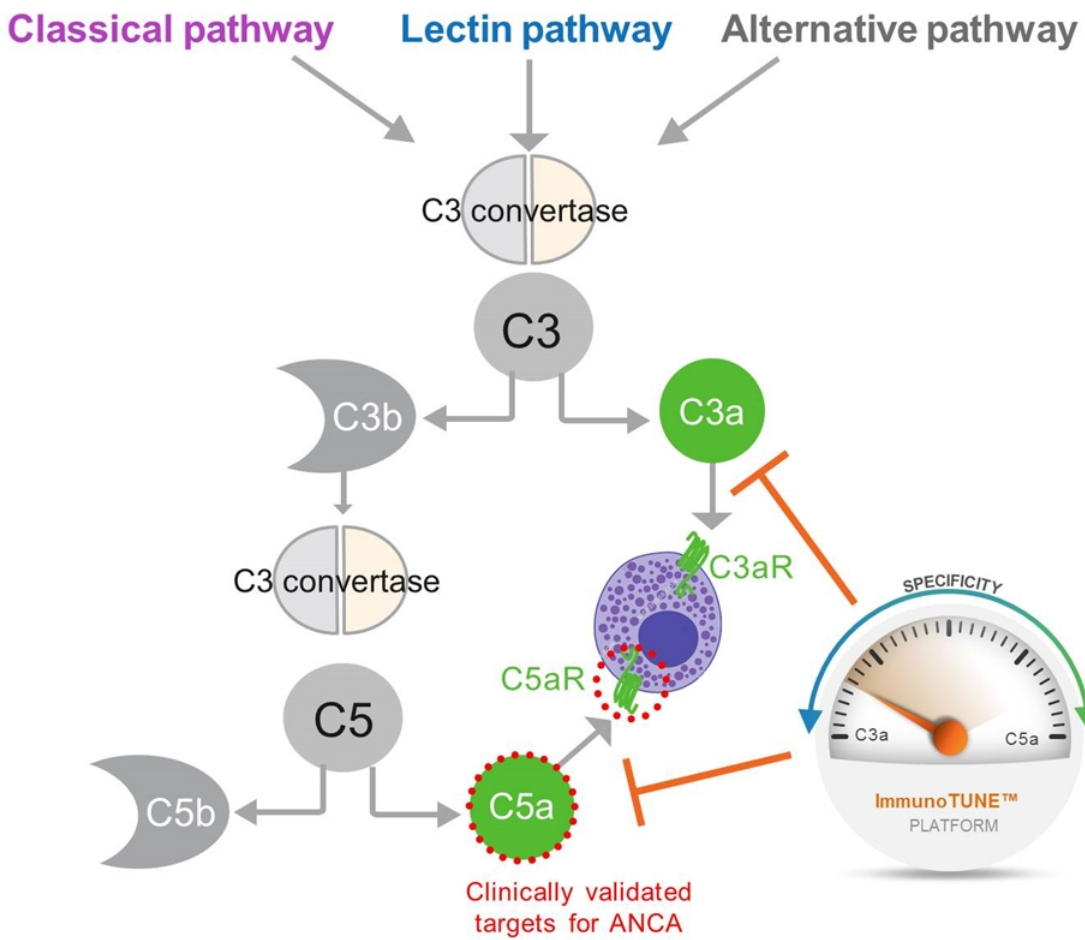 Classical pathway
Lectin pathway
Alternative pathway
C3 convertase
C3
C3b
C3a
C3 convertase
C3aR
SPECIFICITY
C5aR
C5
C3a
C5a
C5b
C5a
ImmunoTUNE™
PLATFORM
Clinically validated
targets for ANCA